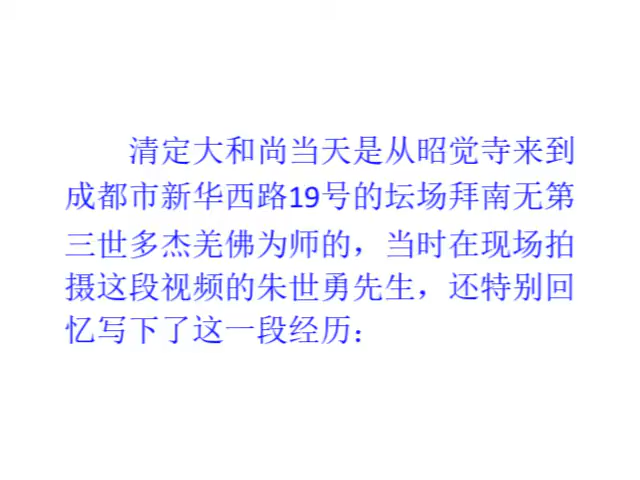 清定大和尚当天是从昭觉寺来到
成都市新华西路19号的坛场拜南无第
三世多杰羌佛为师的，当时在现场拍
摄这段视频的朱世勇先生，还特别回
忆写下了这一段经历：